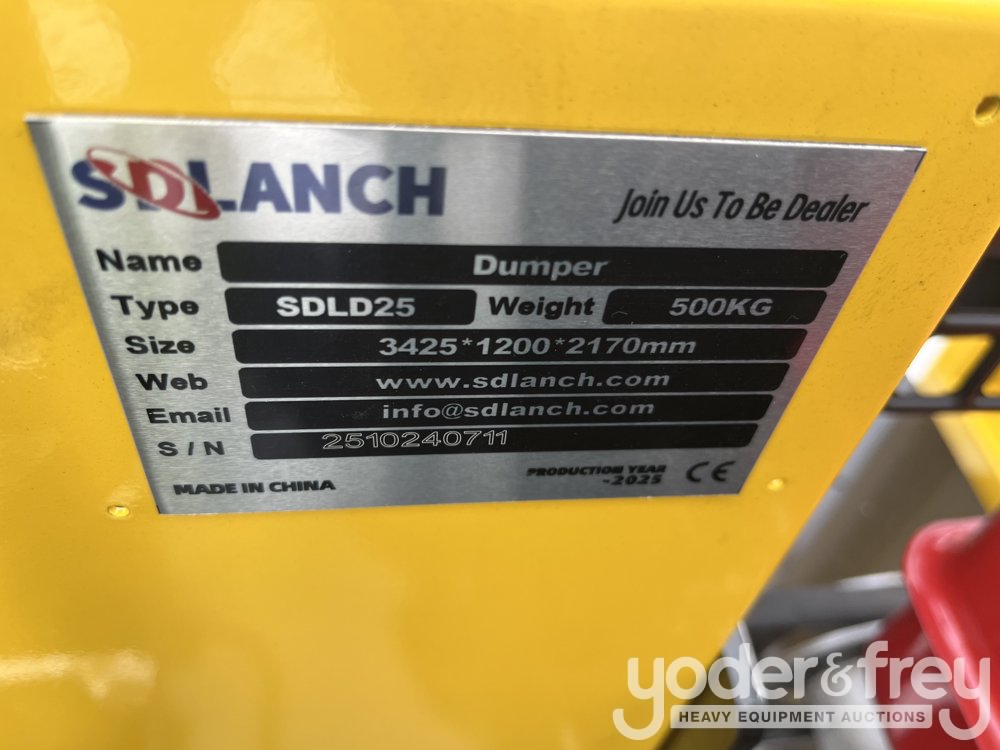 SDLANCH
Join Us To Be Dealer
Name Dumper
Type SDLD25 Weight 500KG
Size 3425*1200*2170mm
Web www.sdlanch.com
Email info@sdlanch.com
S/N 2510240711
MADE IN CHINA
PRODUCTION YEAR
-2025
CE
yoder&frey
HEAVY EQUIPMENT AUCTIONS